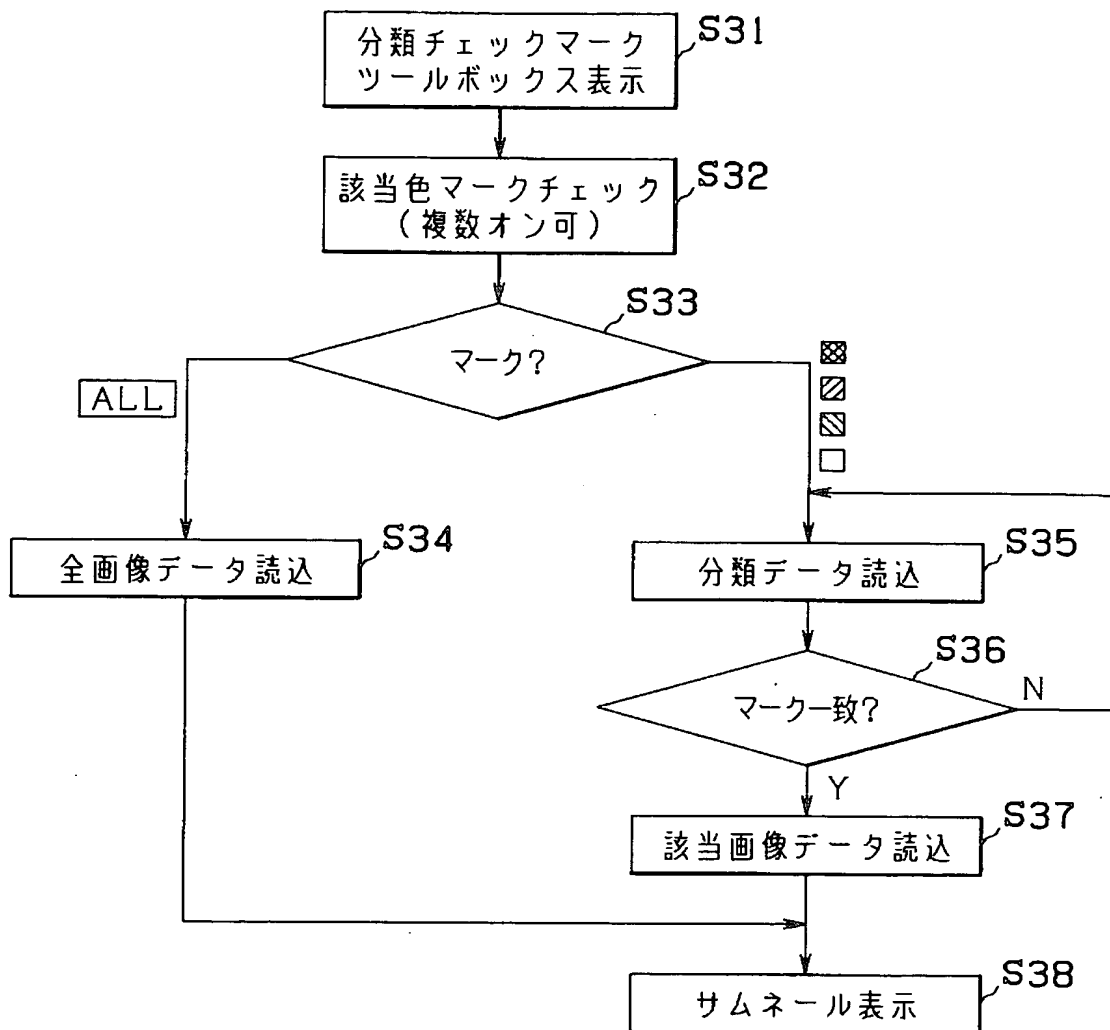 分類チェックマーク
ツールボックス表示
S31
該当色マークチェック
(複数オン可)
S32
マーク?
S33
ALL
全画像データ読込
S34
分類データ読込
S35
マーク一致?
S36
N
Y
該当画像データ読込
S37
サムネール表示
S38